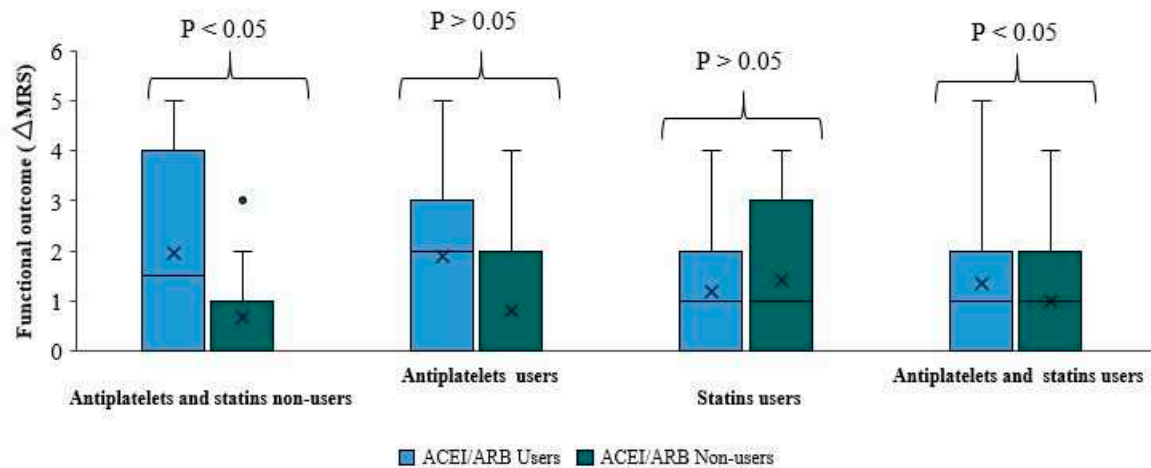 P < 0.05
P > 0.05
P > 0.05
P < 0.05
Functional outcome (△MRS)
6
5
4
3
2
1
0
Antiplatelets and statins non-users
Antiplatelets users
Statins users
Antiplatelets and statins users
ACEI/ARB Users
ACEI/ARB Non-users